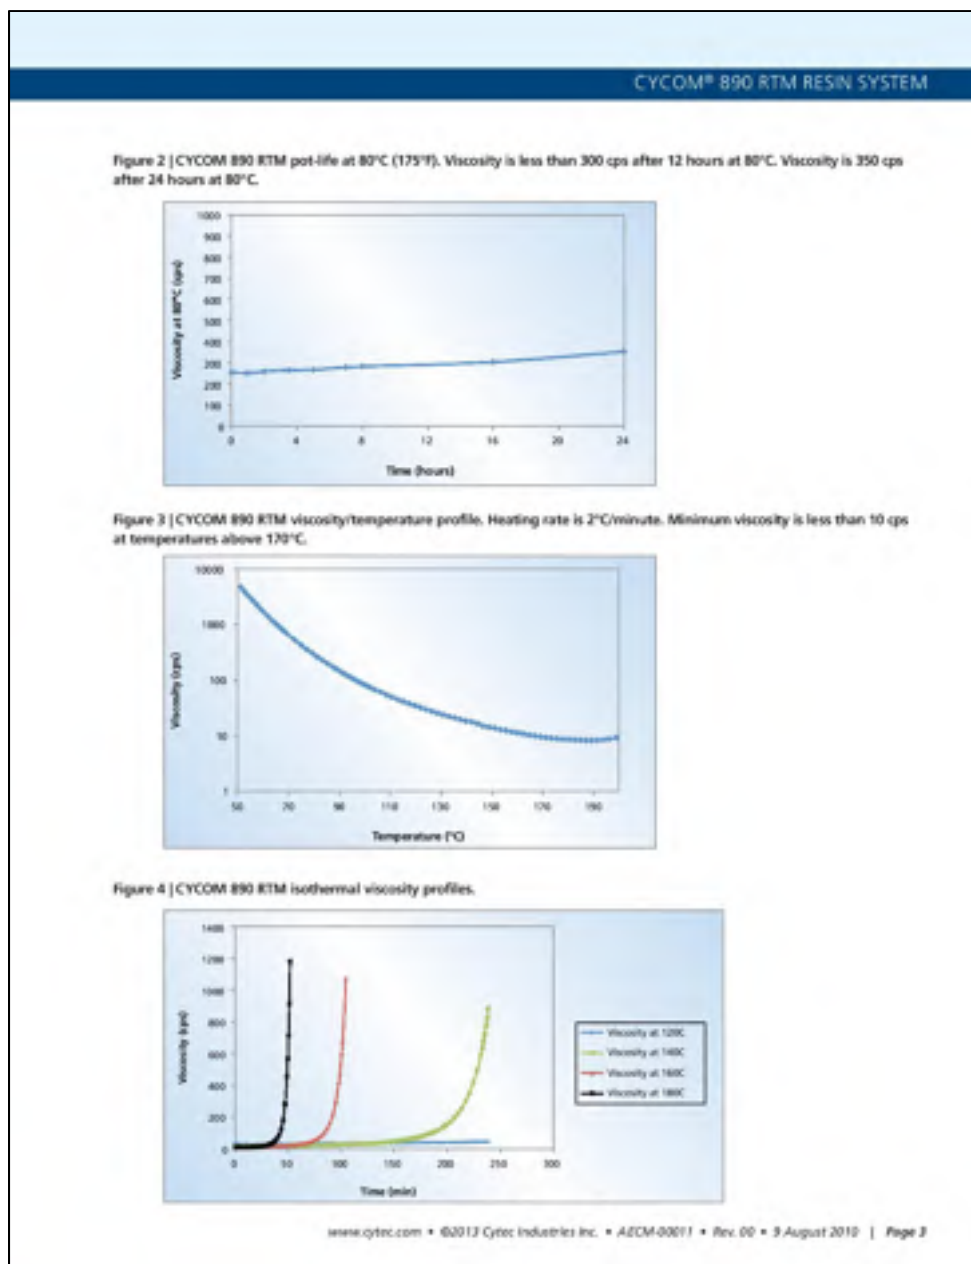 CYCOM® 890 RTM RESIN SYSTEM
Figure 2 | CYCOM 890 RTM pot-life at 80°C (175°F). Viscosity is less than 300 cps after 12 hours at 80°C. Viscosity is 350 cps
after 24 hours at 80°C.
Viscosity at 80°C (cps)
1000
900
800
700
600
500
400
300
200
100
0
0 4 8 12 16 20 24
Time (hours)
Figure 3 | CYCOM 890 RTM viscosity/temperature profile. Heating rate is 2°C/minute. Minimum viscosity is less than 10 cps
at temperatures above 170°C.
Viscosity (cps)
10000
1000
100
10
1
50 70 90 110 130 150 170 190
Temperature (°C)
Figure 4 | CYCOM 890 RTM isothermal viscosity profiles.
Viscosity (cps)
1400
1200
1000
800
600
400
200
0
0 50 100 150 200 250 300
Time (min)
Viscosity at 120C
Viscosity at 140C
Viscosity at 160C
Viscosity at 180C
www.cytec.com • ©2013 Cytec Industries Inc. • AECM-00011 • Rev. 00 • 9 August 2010 | Page 3